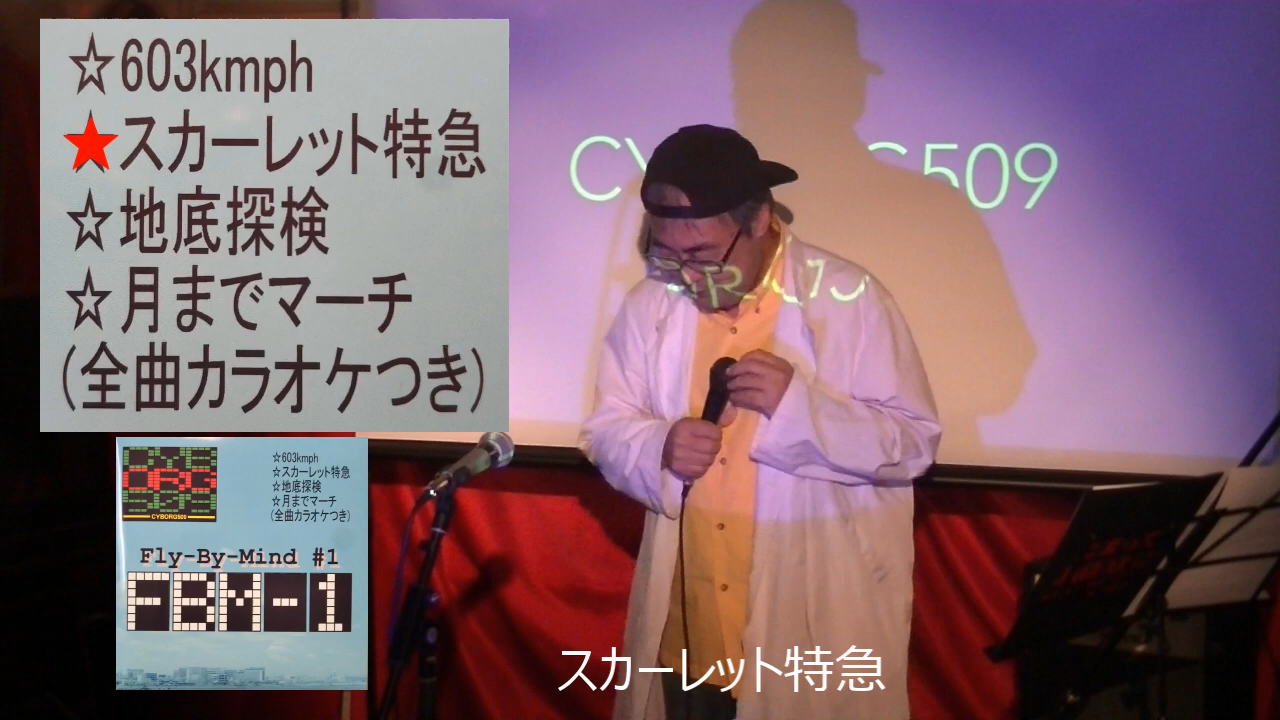 ☆603kmph
★スカーレット特急
☆地底探検
☆月までマーチ
(全曲カラオケつき)
CYBORG
CYBORG509
☆603kmph
☆スカーレット特急
☆地底探検
☆月までマーチ
(全曲カラオケつき)
Fly-By-Mind #1
FBM-1
509
スカーレット特急